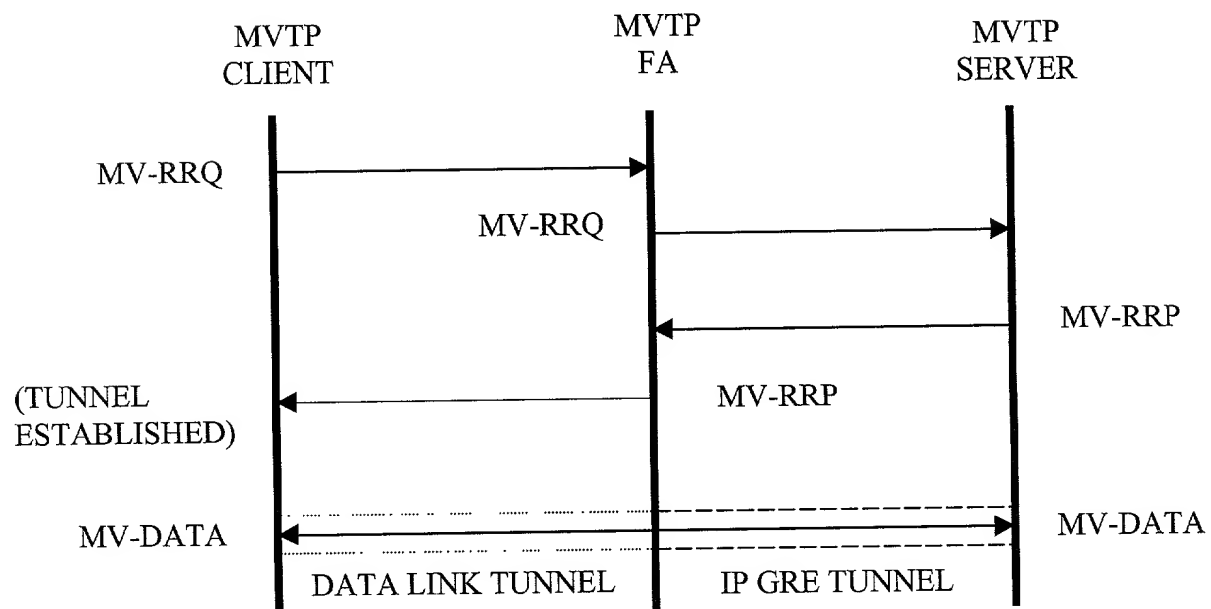 MVTP
CLIENT
MVTP
FA
MVTP
SERVER
MV-RRQ
MV-RRQ
MV-RRP
(TUNNEL
ESTABLISHED)
MV-RRP
MV-DATA
MV-DATA
DATA LINK TUNNEL
IP GRE TUNNEL